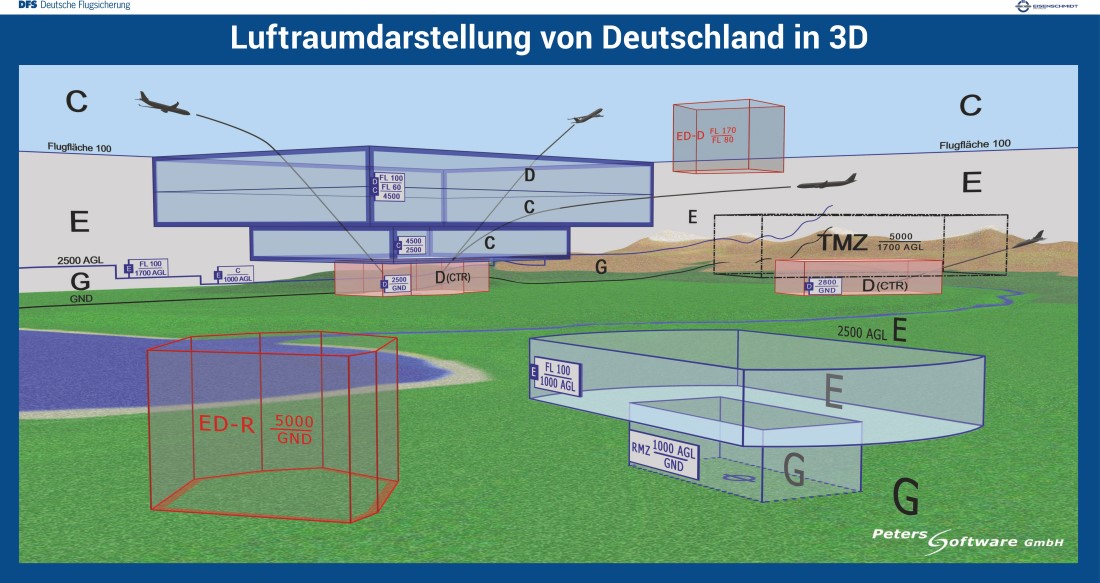 DFS Deutsche Flugsicherung
EISENSCHMIDT
Luftraumdarstellung von Deutschland in 3D
C
C
ED-D FL 170
FL 80
Flugfläche 100
Flugfläche 100
D
D
C
FL 100
FL 60
4500
E
C
E
E
C
4500
2500
C
TMZ 5000
1700 AGL
2500 AGL
E
FL 100
1700 AGL
E
C
1000 AGL
G
G
D
2500
GND
D (CTR)
D
2800
GND
D (CTR)
GND
2500 AGL E
E
FL 100
1000 AGL
E
ED-R 5000
GND
RMZ 1000 AGL
GND
G
G
Peters Software GmbH